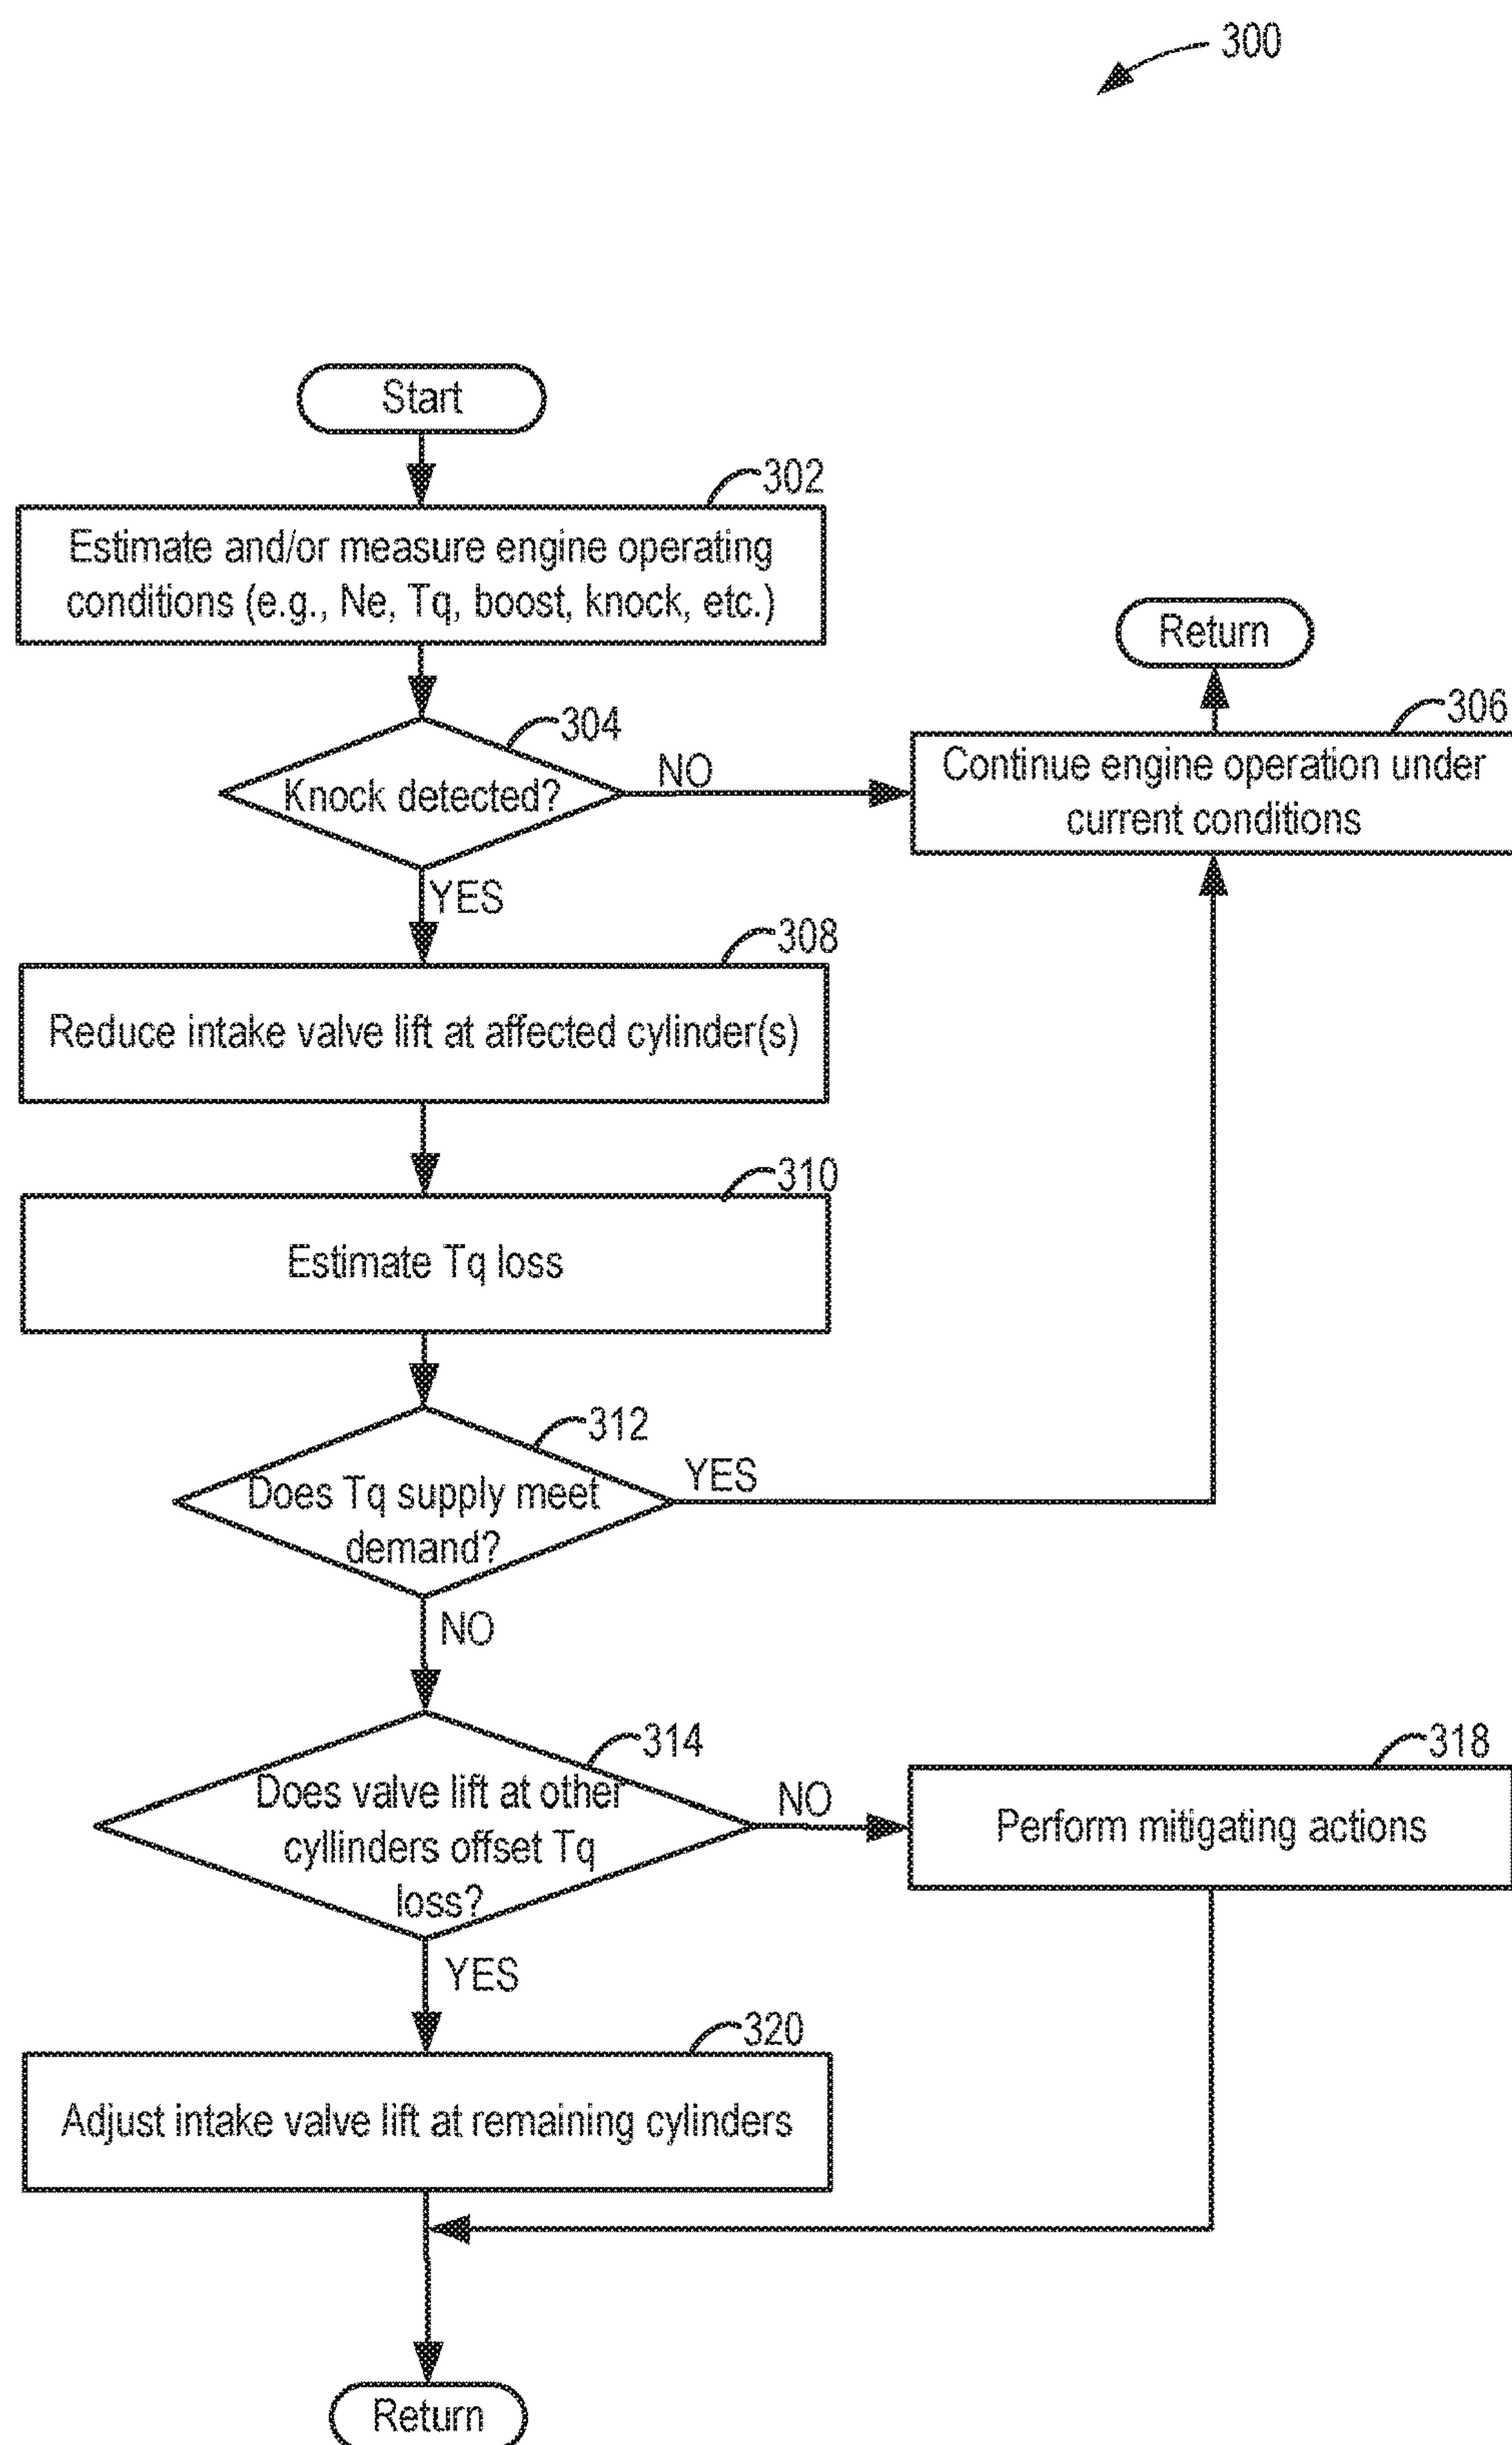 300
Start
302
Estimate and/or measure engine operating
conditions (e.g., Ne, Tq, boost, knock, etc.)
Return
304
306
Knock detected?
NO
Continue engine operation under
current conditions
YES
308
Reduce intake valve lift at affected cylinder(s)
310
Estimate Tq loss
312
Does Tq supply meet
demand?
YES
NO
314
Does valve lift at other
cyllinders offset Tq
loss?
NO
318
Perform mitigating actions
YES
320
Adjust intake valve lift at remaining cylinders
Return